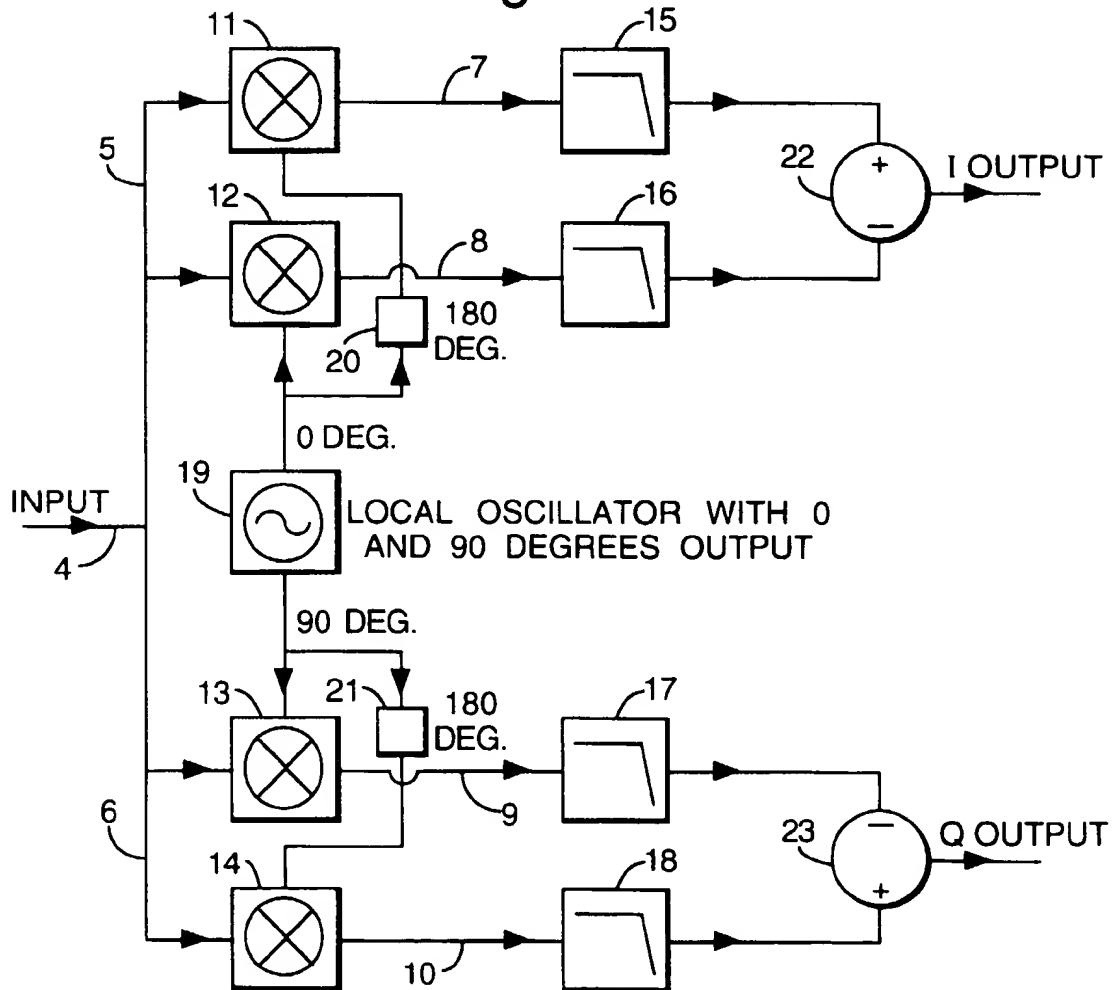 11
15
7
5
+
22
I OUTPUT
—
12
16
8
180
DEG.
20
0 DEG.
19
INPUT
LOCAL OSCILLATOR WITH 0
AND 90 DEGREES OUTPUT
4
90 DEG.
13
21
180
DEG.
17
9
—
23
Q OUTPUT
+
6
14
18
10